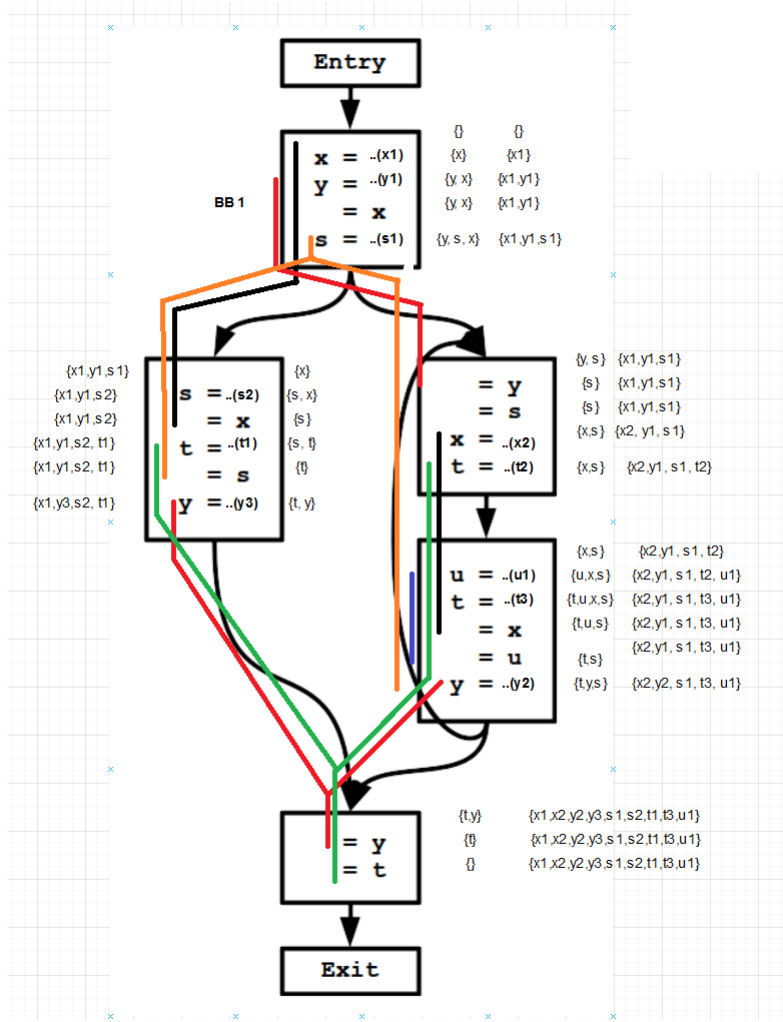 Entry
{} {}
x = ..(x1) {x} {x1}
y = ..(y1) {y, x} {x1,y1}
BB 1
= x {y, x} {x1,y1}
s = ..(s1) {y, s, x} {x1,y1,s1}
{x1,y1,s1} {x}
{x1,y1,s2} s =..(s2) {s, x}
{x1,y1,s2} = x {s}
{x1,y1,s2, t1} t =..(t1) {s, t}
{x1,y1,s2, t1} = s {t}
{x1,y3,s2, t1} y =..(y3) {t, y}
{y, s} {x1,y1,s1}
= y {s} {x1,y1,s1}
= s {s} {x1,y1,s1}
x = ..(x2) {x,s} {x2, y1, s1}
t = ..(t2) {x,s} {x2,y1, s1, t2}
{x,s} {x2,y1, s1, t2}
u = ..(u1) {u,x,s} {x2,y1, s1, t2, u1}
t = ..(t3) {t,u,x,s} {x2,y1, s1, t3, u1}
= x {t,u,s} {x2,y1, s1, t3, u1}
= u {t,s} {x2,y1, s1, t3, u1}
y = ..(y2) {t,y,s} {x2,y2, s1, t3, u1}
{t,y} {x1,x2,y2,y3,s1,s2,t1,t3,u1}
= y {t} {x1,x2,y2,y3,s1,s2,t1,t3,u1}
= t {} {x1,x2,y2,y3,s1,s2,t1,t3,u1}
Exit